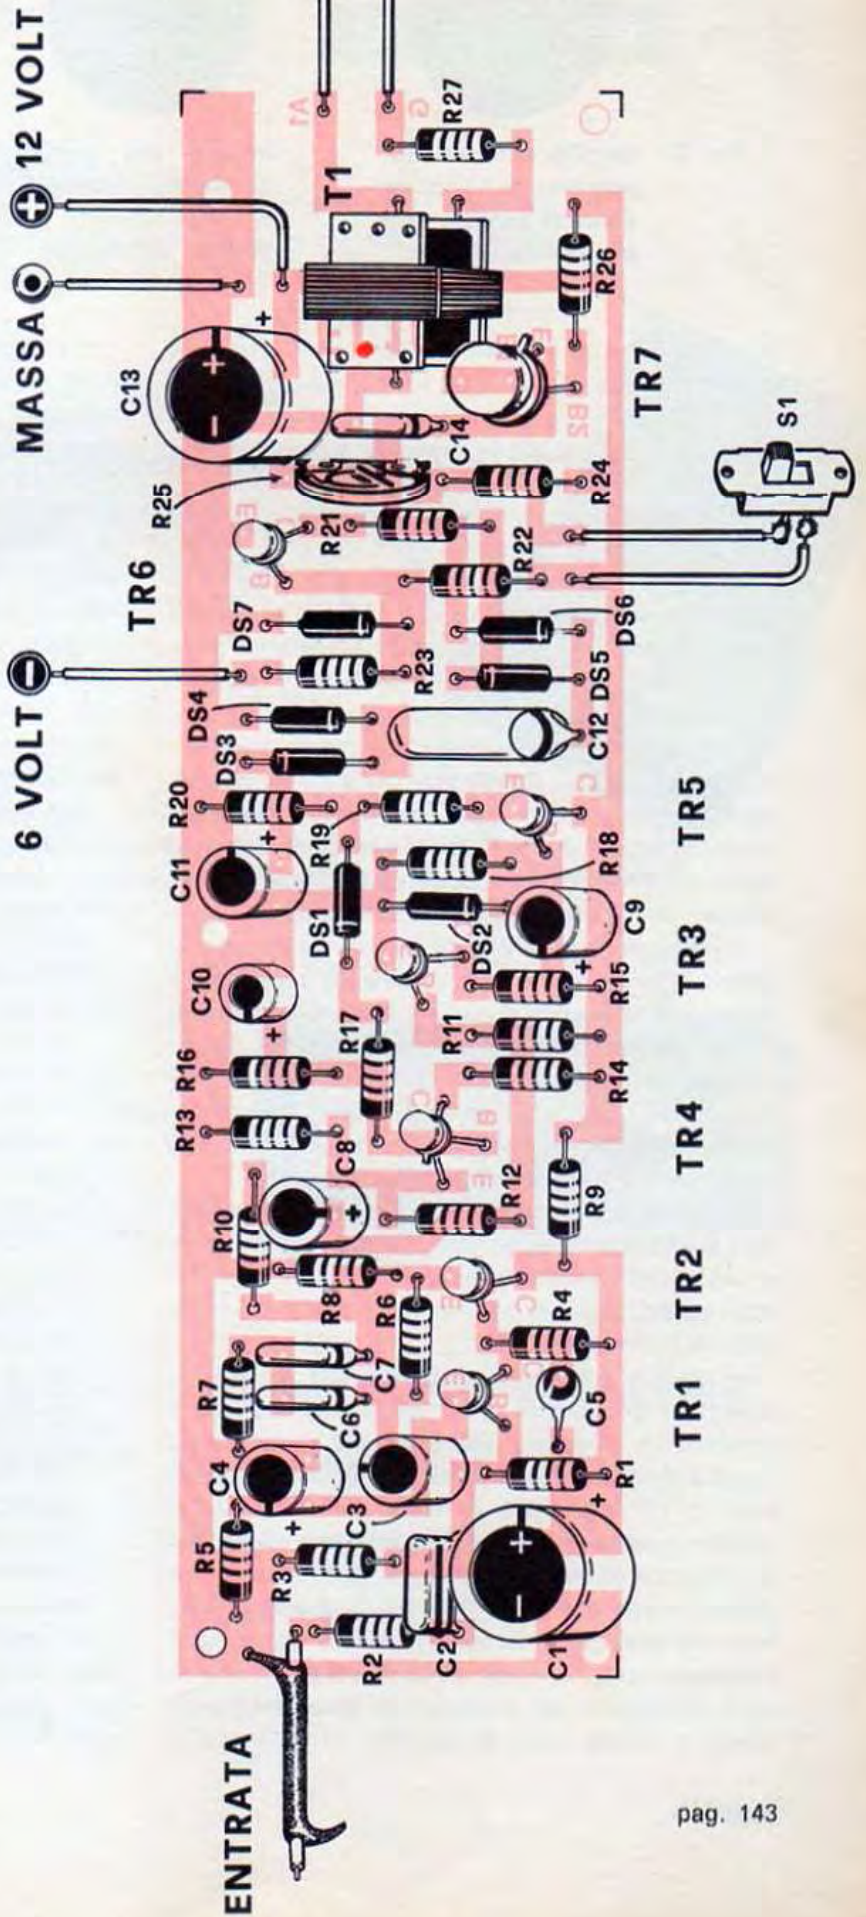 12 VOLT
MASSA
6 VOLT
ENTRATA
A1
G
R27
T1
R26
C13
+
+
-
TR7
B2
E
C14
R25
R24
S1
E
B
R21
R22
TR6
DS7
DS6
R23
DS5
DS4
DS3
C12
R20
R19
E
C
TR5
C11
+
R18
DS1
DS2
C9
+
TR3
C10
+
R15
R17
R11
R16
R14
R13
C
B
E
TR4
C8
+
R12
R9
R10
R8
R6
E
C
TR2
R4
R7
C7
C6
E
C5
TR1
C4
+
C3
R1
R5
R3
+
+
-
R2
C2
C1
pag. 143